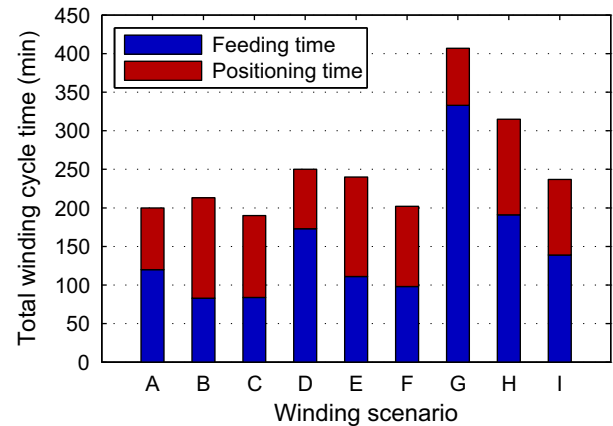 Total winding cycle time (min)
450
400
350
300
250
200
150
100
50
0
Feeding time
Positioning time
A B C D E F G H I
Winding scenario